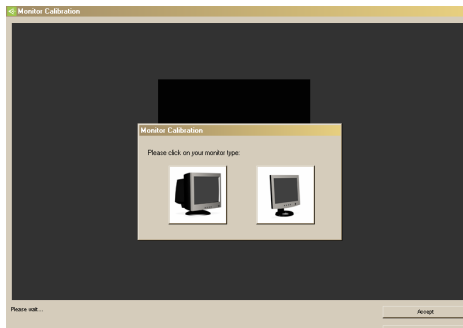 Monitor Calibration
Monitor Calibration
Please click on your monitor type:
Please wait...
Accept